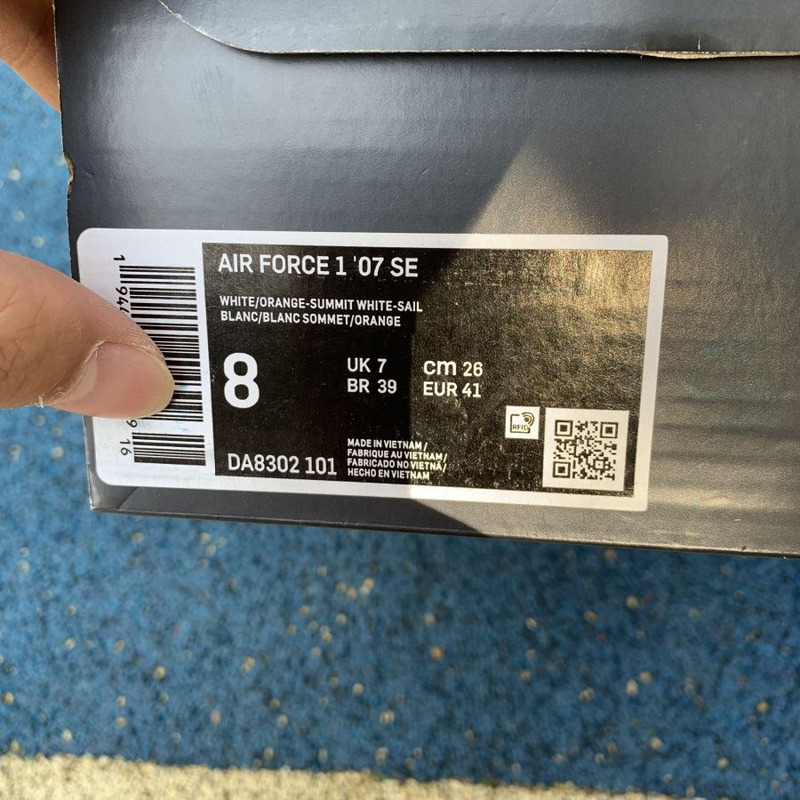 AIR FORCE 1 '07 SE
WHITE/ORANGE-SUMMIT WHITE-SAIL
BLANC/BLANC SOMMET/ORANGE
8
UK 7
BR 39
cm 26
EUR 41
RFID
DA8302 101
MADE IN VIETNAM /
FABRIQUE AU VIETNAM /
FABRICADO NO VIETNÃ /
HECHO EN VIETNAM